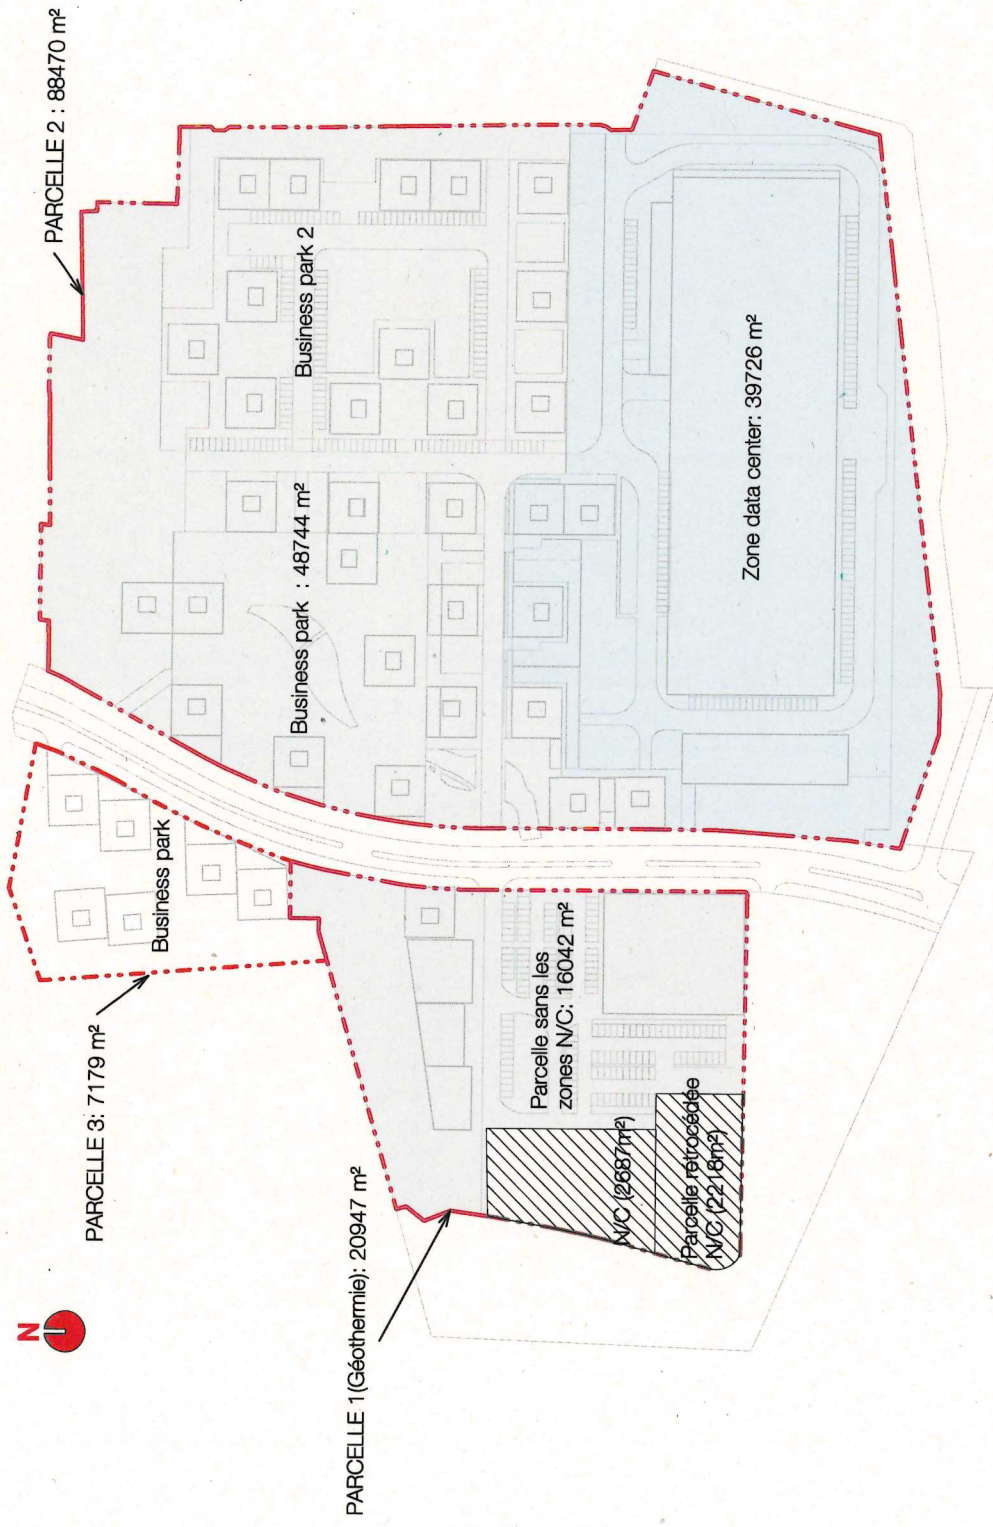 N
PARCELLE 3: 7179 m²
PARCELLE 2 : 88470 m²
Business park
Business park : 48744 m²
Business park 2
PARCELLE 1(Géothermie): 20947 m²
Parcelle sans les
zones N/C: 16042 m²
N/C (2687m²)
Parcelle rétrocédée
N/C (2218m²)
Zone data center: 39726 m²